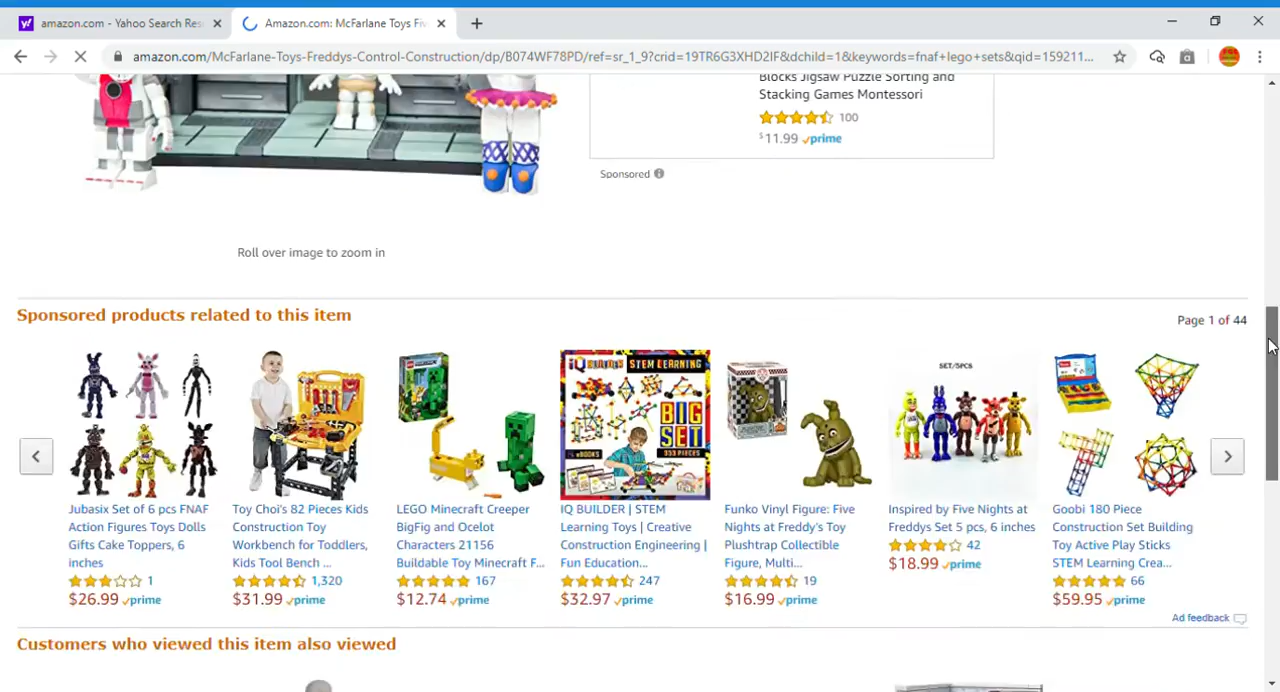 amazon.com - Yahoo Search Res
Amazon.com: McFarlane Toys Fiv
amazon.com/McFarlane-Toys-Freddys-Control-Construction/dp/B074WF78PD/ref=sr_1_9?crid=19TR6G3XHD2IF&dchild=1&keywords=fnaf+lego+sets&qid=159211...
Blocks Jigsaw Puzzle Sorting and
Stacking Games Montessori
100
$11.99 prime
Sponsored
Roll over image to zoom in
Sponsored products related to this item
Page 1 of 44
STEM LEARNING
BIG
SET
SET/5PCS
Jubasix Set of 6 pcs FNAF
Action Figures Toys Dolls
Gifts Cake Toppers, 6
inches
1
$26.99 prime
Toy Choi's 82 Pieces Kids
Construction Toy
Workbench for Toddlers,
Kids Tool Bench ...
1,320
$31.99 prime
LEGO Minecraft Creeper
BigFig and Ocelot
Characters 21156
Buildable Toy Minecraft F...
167
$12.74 prime
IQ BUILDER | STEM
Learning Toys | Creative
Construction Engineering |
Fun Education...
247
$32.97 prime
Funko Vinyl Figure: Five
Nights at Freddy's Toy
Plushtrap Collectible
Figure, Multi...
19
$16.99 prime
Inspired by Five Nights at
Freddys Set 5 pcs, 6 inches
42
$18.99 prime
Goobi 180 Piece
Construction Set Building
Toy Active Play Sticks
STEM Learning Crea...
66
$59.95 prime
Ad feedback
Customers who viewed this item also viewed